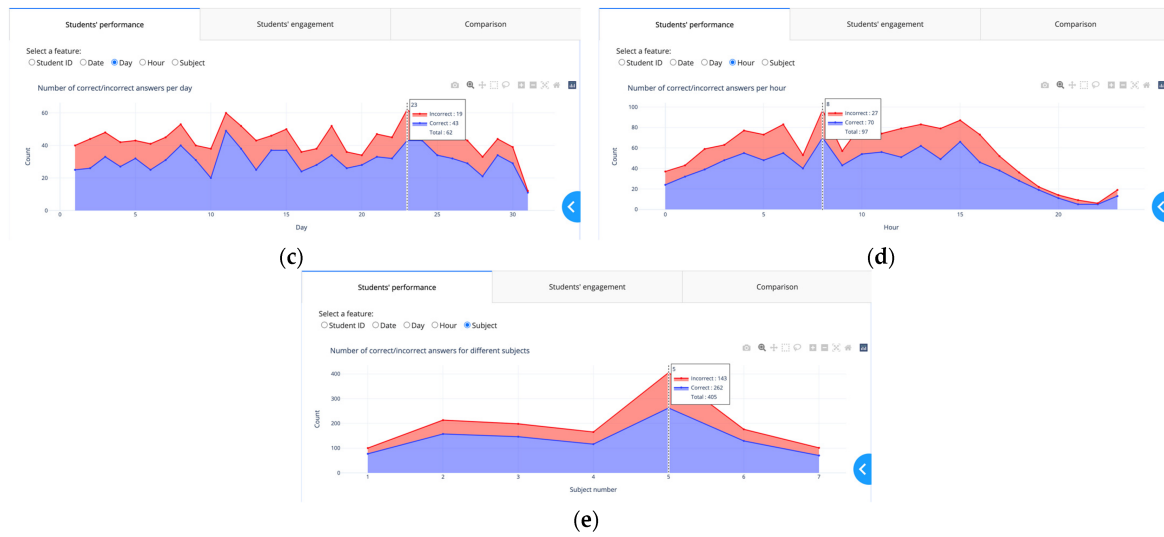 Students' performance
Students' engagement
Comparison
Select a feature:
Student ID Date Day Hour Subject
Number of correct/incorrect answers per day
23
Incorrect : 19
Correct : 43
Total : 62
60
40
20
0
Count
0 5 10 15 20 25 30
Day
(c)
Students' performance
Students' engagement
Comparison
Select a feature:
Student ID Date Day Hour Subject
Number of correct/incorrect answers per hour
8
Incorrect : 27
Correct : 70
Total : 97
100
80
60
40
20
0
Count
0 5 10 15 20
Hour
(d)
Students' performance
Students' engagement
Comparison
Select a feature:
Student ID Date Day Hour Subject
Number of correct/incorrect answers for different subjects
5
Incorrect : 143
Correct : 262
Total : 405
400
300
200
100
0
Count
1 2 3 4 5 6 7
Subject number
(e)